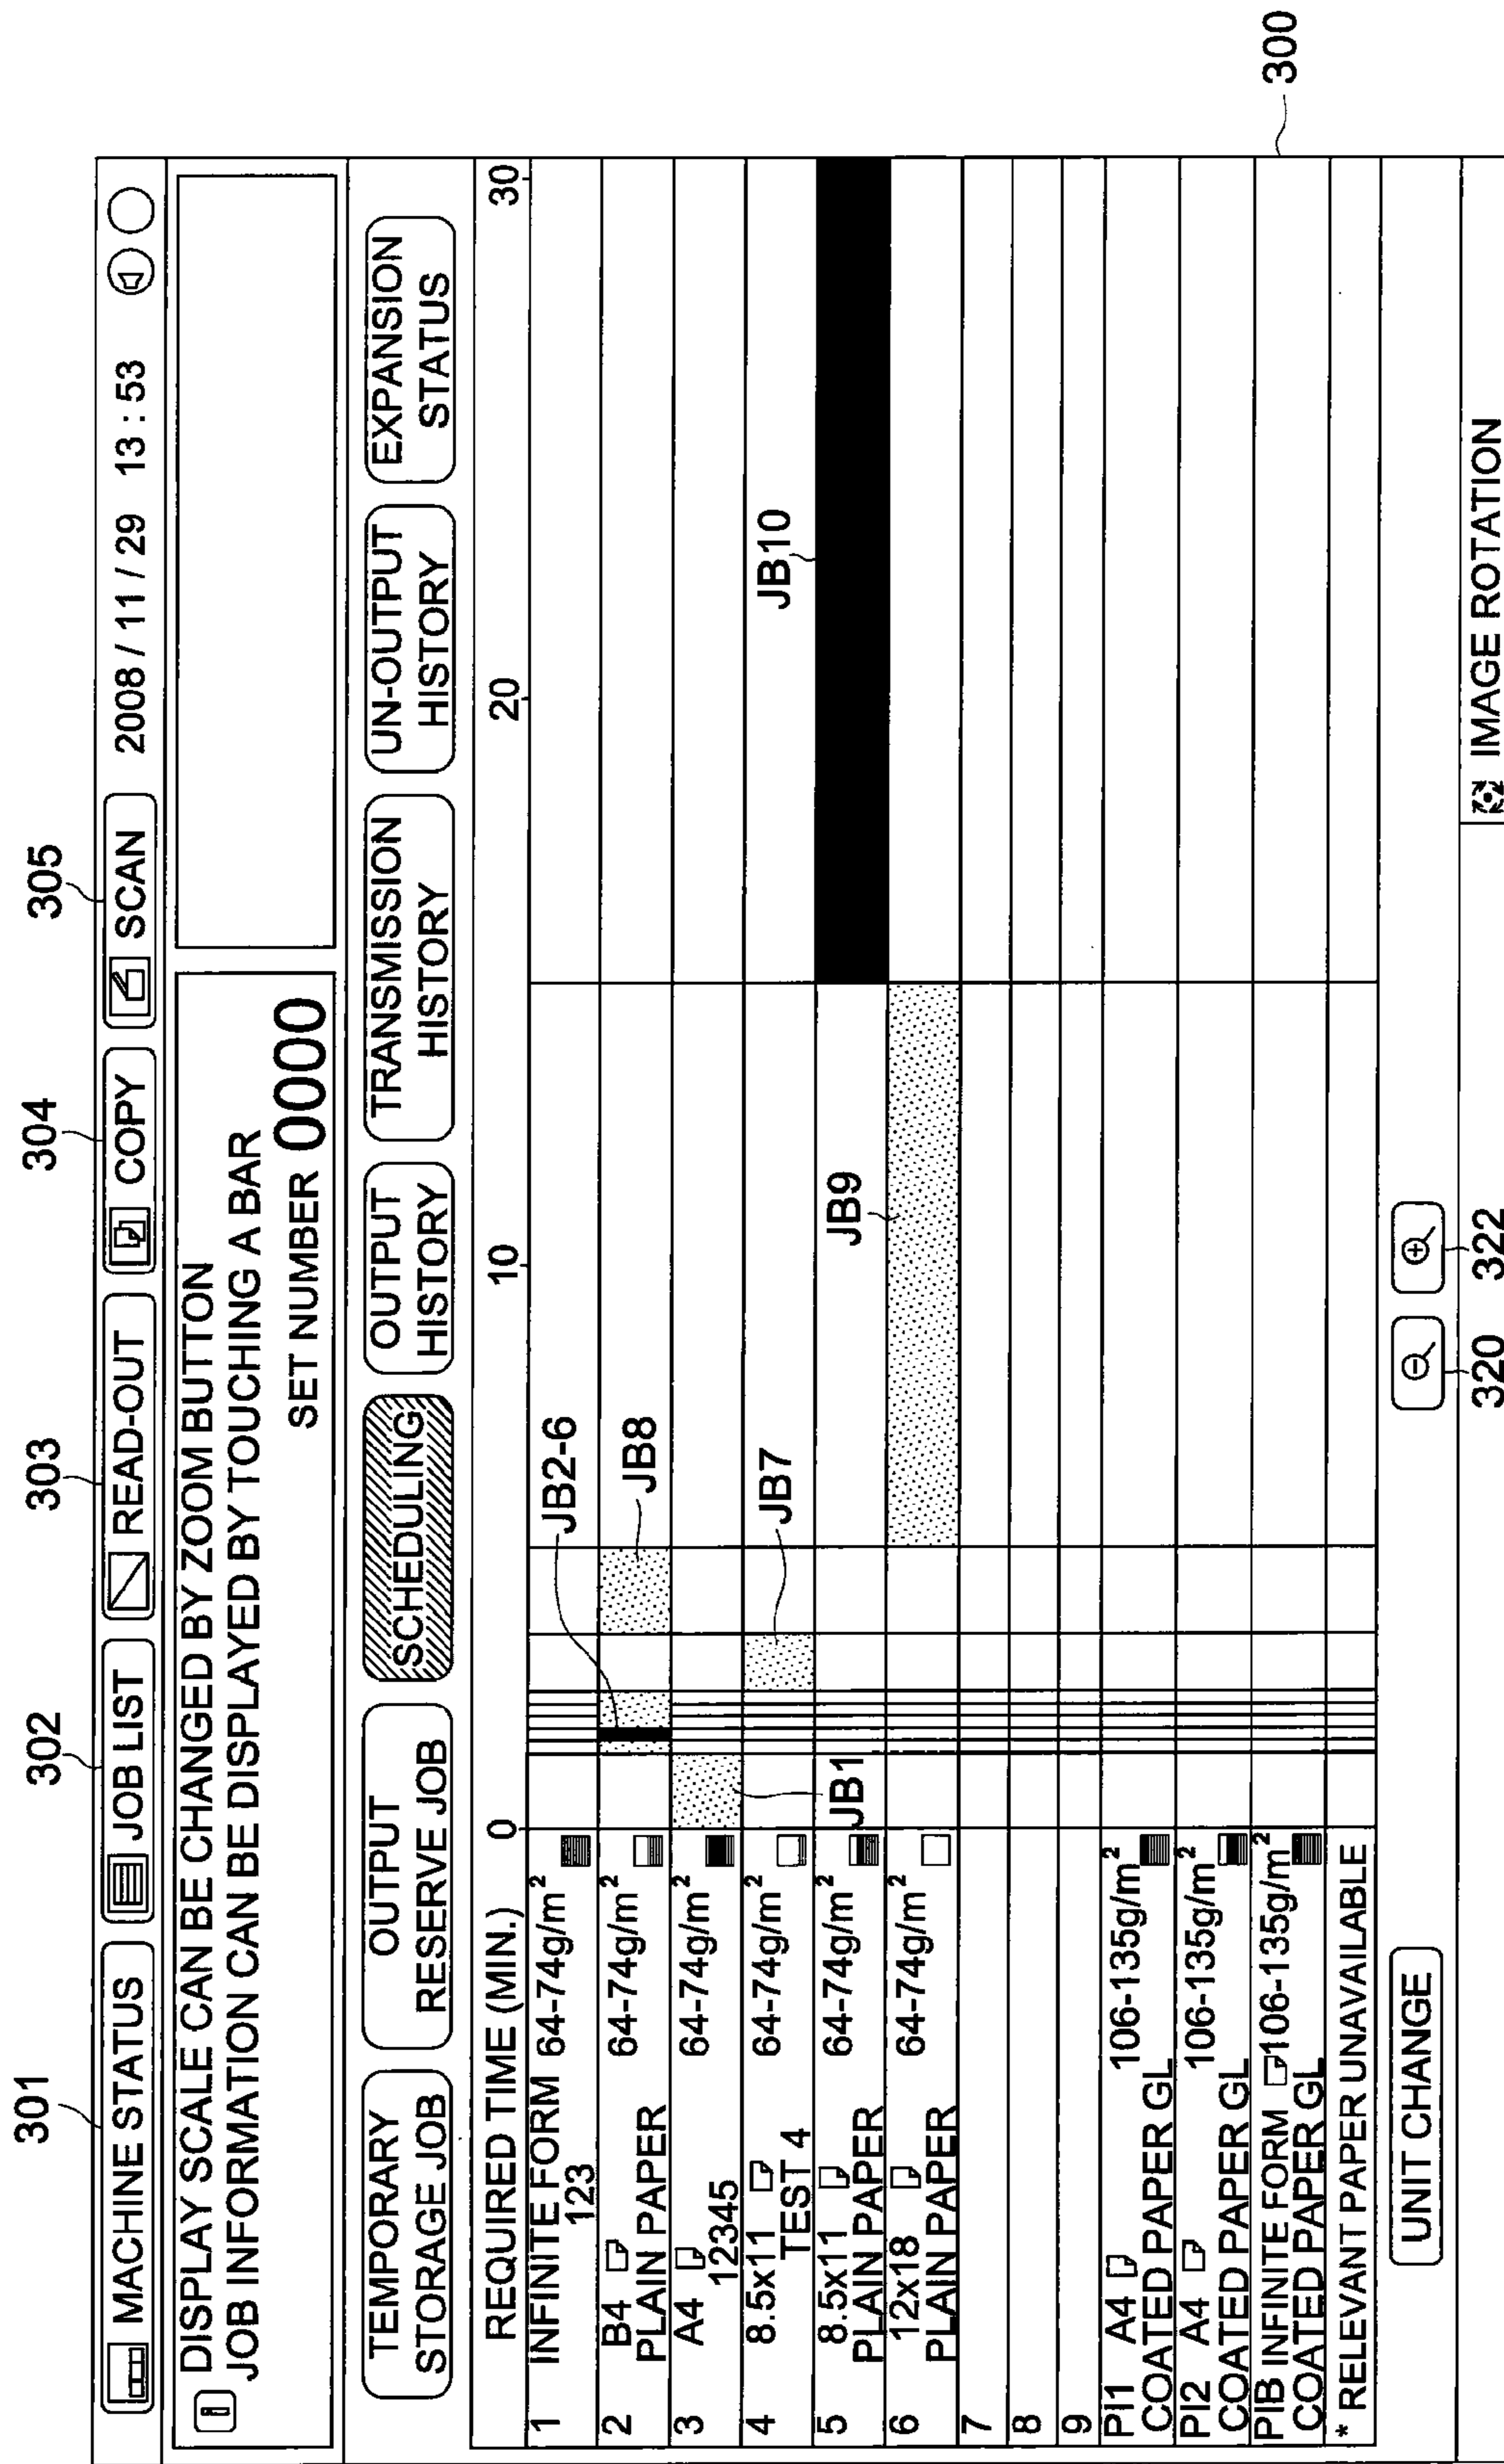 301
302
303
304
305
MACHINE STATUS
JOB LIST
READ-OUT
COPY
SCAN
2008 / 11 / 29 13 : 53
i DISPLAY SCALE CAN BE CHANGED BY ZOOM BUTTON
JOB INFORMATION CAN BE DISPLAYED BY TOUCHING A BAR
SET NUMBER 0000
TEMPORARY
STORAGE JOB
OUTPUT
RESERVE JOB
SCHEDULING
OUTPUT
HISTORY
TRANSMISSION
HISTORY
UN-OUTPUT
HISTORY
EXPANSION
STATUS
REQUIRED TIME (MIN.) 0 10 20 30
1 INFINITE FORM 64-74g/m²
123
JB2-6
2 B4 64-74g/m²
PLAIN PAPER
JB8
3 A4 64-74g/m²
12345
4 8.5x11 64-74g/m²
TEST 4
JB7
JB10
5 8.5x11 64-74g/m²
PLAIN PAPER
JB1
JB9
6 12x18 64-74g/m²
PLAIN PAPER
7
8
9
PI1 A4 106-135g/m²
COATED PAPER GL
PI2 A4 106-135g/m²
COATED PAPER GL
PIB INFINITE FORM 106-135g/m²
COATED PAPER GL
300
* RELEVANT PAPER UNAVAILABLE
UNIT CHANGE
320
322
IMAGE ROTATION